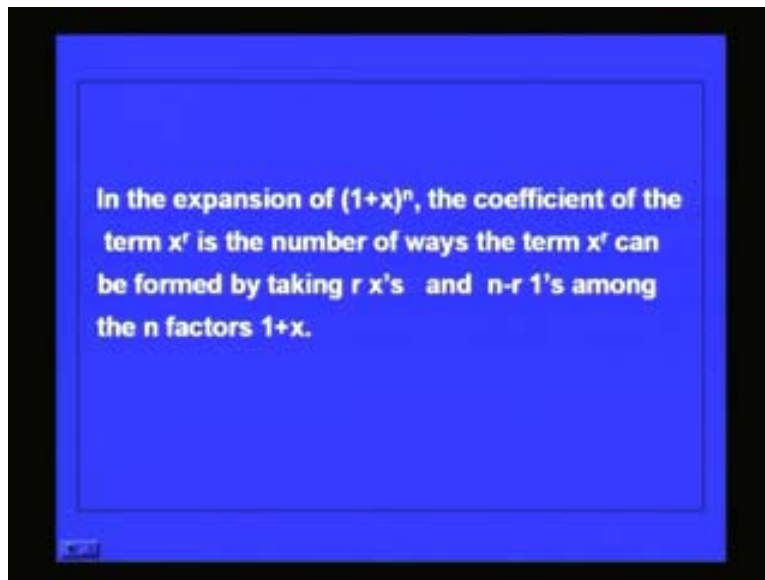 In the expansion of (1+x)ⁿ, the coefficient of the
term xʳ is the number of ways the term xʳ can
be formed by taking r x's and n-r 1's among
the n factors 1+x.